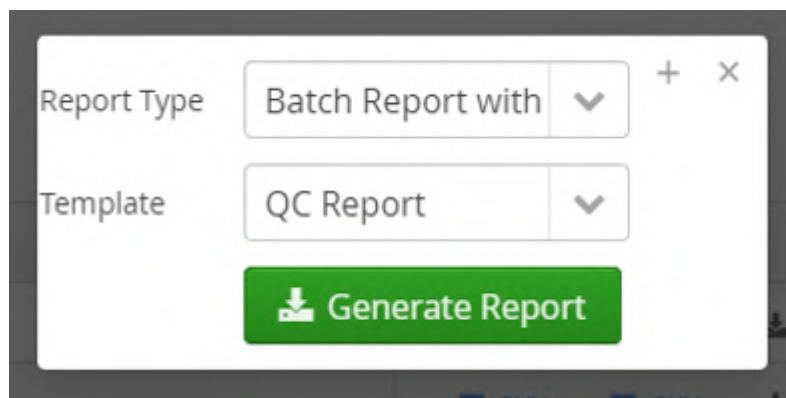 Report Type
Batch Report with
Template
QC Report
Generate Report